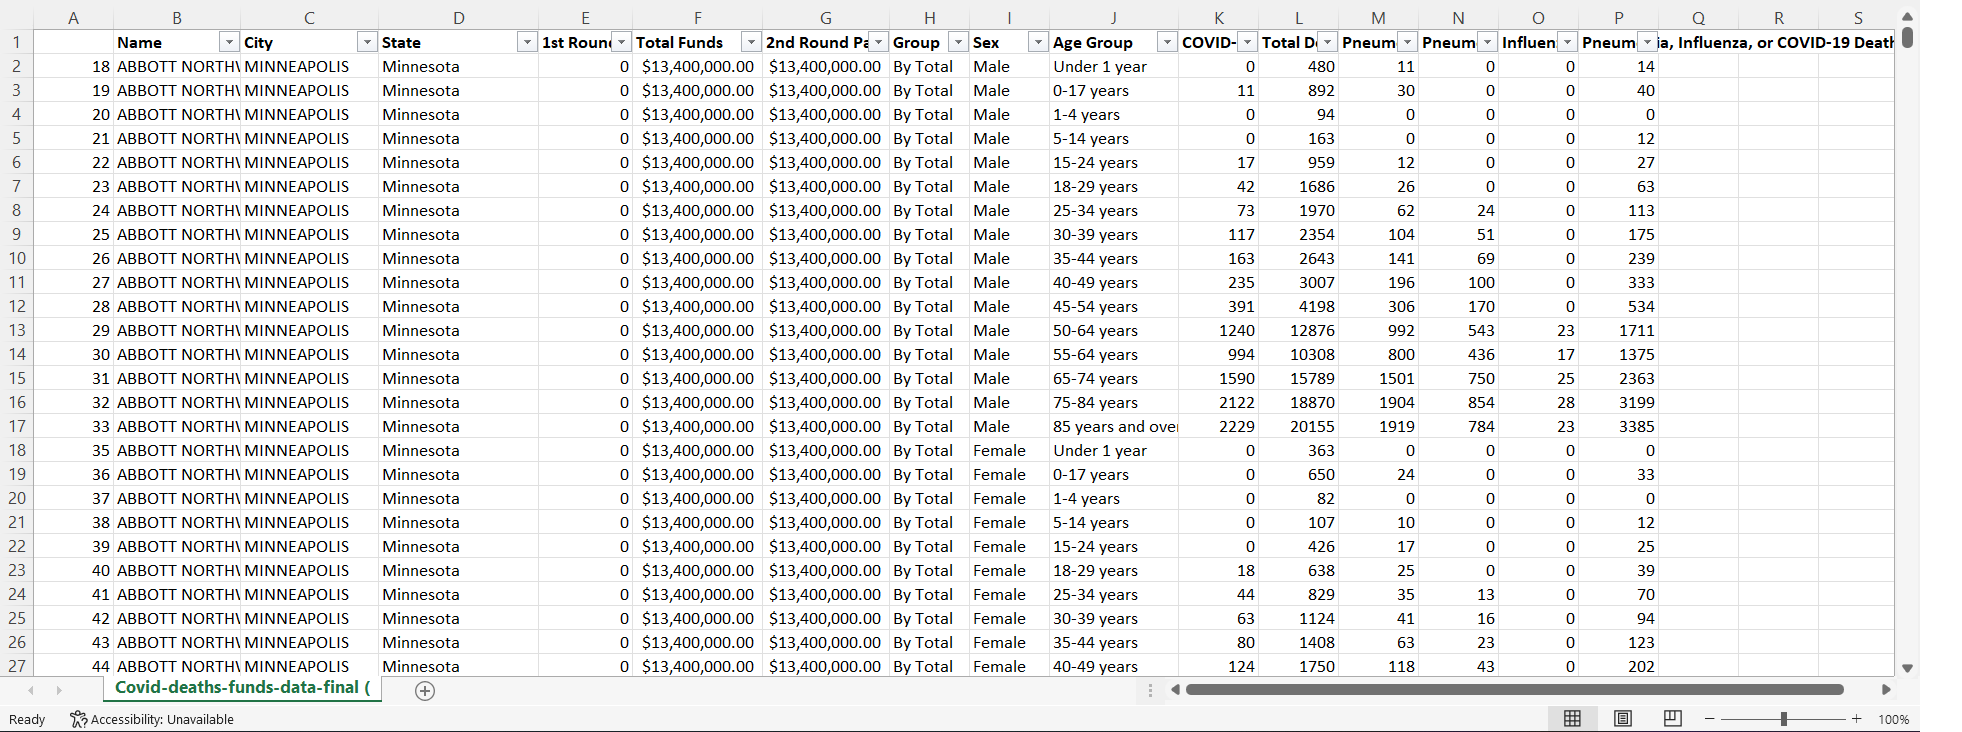 A B C D E F G H I J K L M N O P Q R S
1 Name City State 1st Roun Total Funds 2nd Round Pa Group Sex Age Group COVID- Total D Pneum Pneum Influen Pneum ia, Influenza, or COVID-19 Death
2 18 ABBOTT NORTHV MINNEAPOLIS Minnesota 0 $13,400,000.00 $13,400,000.00 By Total Male Under 1 year 0 480 11 0 0 14
3 19 ABBOTT NORTHV MINNEAPOLIS Minnesota 0 $13,400,000.00 $13,400,000.00 By Total Male 0-17 years 11 892 30 0 0 40
4 20 ABBOTT NORTHV MINNEAPOLIS Minnesota 0 $13,400,000.00 $13,400,000.00 By Total Male 1-4 years 0 94 0 0 0 0
5 21 ABBOTT NORTHV MINNEAPOLIS Minnesota 0 $13,400,000.00 $13,400,000.00 By Total Male 5-14 years 0 163 0 0 0 12
6 22 ABBOTT NORTHV MINNEAPOLIS Minnesota 0 $13,400,000.00 $13,400,000.00 By Total Male 15-24 years 17 959 12 0 0 27
7 23 ABBOTT NORTHV MINNEAPOLIS Minnesota 0 $13,400,000.00 $13,400,000.00 By Total Male 18-29 years 42 1686 26 0 0 63
8 24 ABBOTT NORTHV MINNEAPOLIS Minnesota 0 $13,400,000.00 $13,400,000.00 By Total Male 25-34 years 73 1970 62 24 0 113
9 25 ABBOTT NORTHV MINNEAPOLIS Minnesota 0 $13,400,000.00 $13,400,000.00 By Total Male 30-39 years 117 2354 104 51 0 175
10 26 ABBOTT NORTHV MINNEAPOLIS Minnesota 0 $13,400,000.00 $13,400,000.00 By Total Male 35-44 years 163 2643 141 69 0 239
11 27 ABBOTT NORTHV MINNEAPOLIS Minnesota 0 $13,400,000.00 $13,400,000.00 By Total Male 40-49 years 235 3007 196 100 0 333
12 28 ABBOTT NORTHV MINNEAPOLIS Minnesota 0 $13,400,000.00 $13,400,000.00 By Total Male 45-54 years 391 4198 306 170 0 534
13 29 ABBOTT NORTHV MINNEAPOLIS Minnesota 0 $13,400,000.00 $13,400,000.00 By Total Male 50-64 years 1240 12876 992 543 23 1711
14 30 ABBOTT NORTHV MINNEAPOLIS Minnesota 0 $13,400,000.00 $13,400,000.00 By Total Male 55-64 years 994 10308 800 436 17 1375
15 31 ABBOTT NORTHV MINNEAPOLIS Minnesota 0 $13,400,000.00 $13,400,000.00 By Total Male 65-74 years 1590 15789 1501 750 25 2363
16 32 ABBOTT NORTHV MINNEAPOLIS Minnesota 0 $13,400,000.00 $13,400,000.00 By Total Male 75-84 years 2122 18870 1904 854 28 3199
17 33 ABBOTT NORTHV MINNEAPOLIS Minnesota 0 $13,400,000.00 $13,400,000.00 By Total Male 85 years and over 2229 20155 1919 784 23 3385
18 35 ABBOTT NORTHV MINNEAPOLIS Minnesota 0 $13,400,000.00 $13,400,000.00 By Total Female Under 1 year 0 363 0 0 0 0
19 36 ABBOTT NORTHV MINNEAPOLIS Minnesota 0 $13,400,000.00 $13,400,000.00 By Total Female 0-17 years 0 650 24 0 0 33
20 37 ABBOTT NORTHV MINNEAPOLIS Minnesota 0 $13,400,000.00 $13,400,000.00 By Total Female 1-4 years 0 82 0 0 0 0
21 38 ABBOTT NORTHV MINNEAPOLIS Minnesota 0 $13,400,000.00 $13,400,000.00 By Total Female 5-14 years 0 107 10 0 0 12
22 39 ABBOTT NORTHV MINNEAPOLIS Minnesota 0 $13,400,000.00 $13,400,000.00 By Total Female 15-24 years 0 426 17 0 0 25
23 40 ABBOTT NORTHV MINNEAPOLIS Minnesota 0 $13,400,000.00 $13,400,000.00 By Total Female 18-29 years 18 638 25 0 0 39
24 41 ABBOTT NORTHV MINNEAPOLIS Minnesota 0 $13,400,000.00 $13,400,000.00 By Total Female 25-34 years 44 829 35 13 0 70
25 42 ABBOTT NORTHV MINNEAPOLIS Minnesota 0 $13,400,000.00 $13,400,000.00 By Total Female 30-39 years 63 1124 41 16 0 94
26 43 ABBOTT NORTHV MINNEAPOLIS Minnesota 0 $13,400,000.00 $13,400,000.00 By Total Female 35-44 years 80 1408 63 23 0 123
27 44 ABBOTT NORTHV MINNEAPOLIS Minnesota 0 $13,400,000.00 $13,400,000.00 By Total Female 40-49 years 124 1750 118 43 0 202
Covid-deaths-funds-data-final (
Ready Accessibility: Unavailable 100%